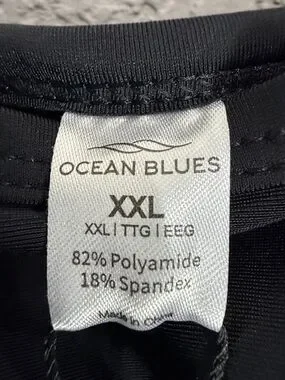 OCEAN BLUES
XXL
XXL | TTG | EEG
82% Polyamide
18% Spandex
Made in China